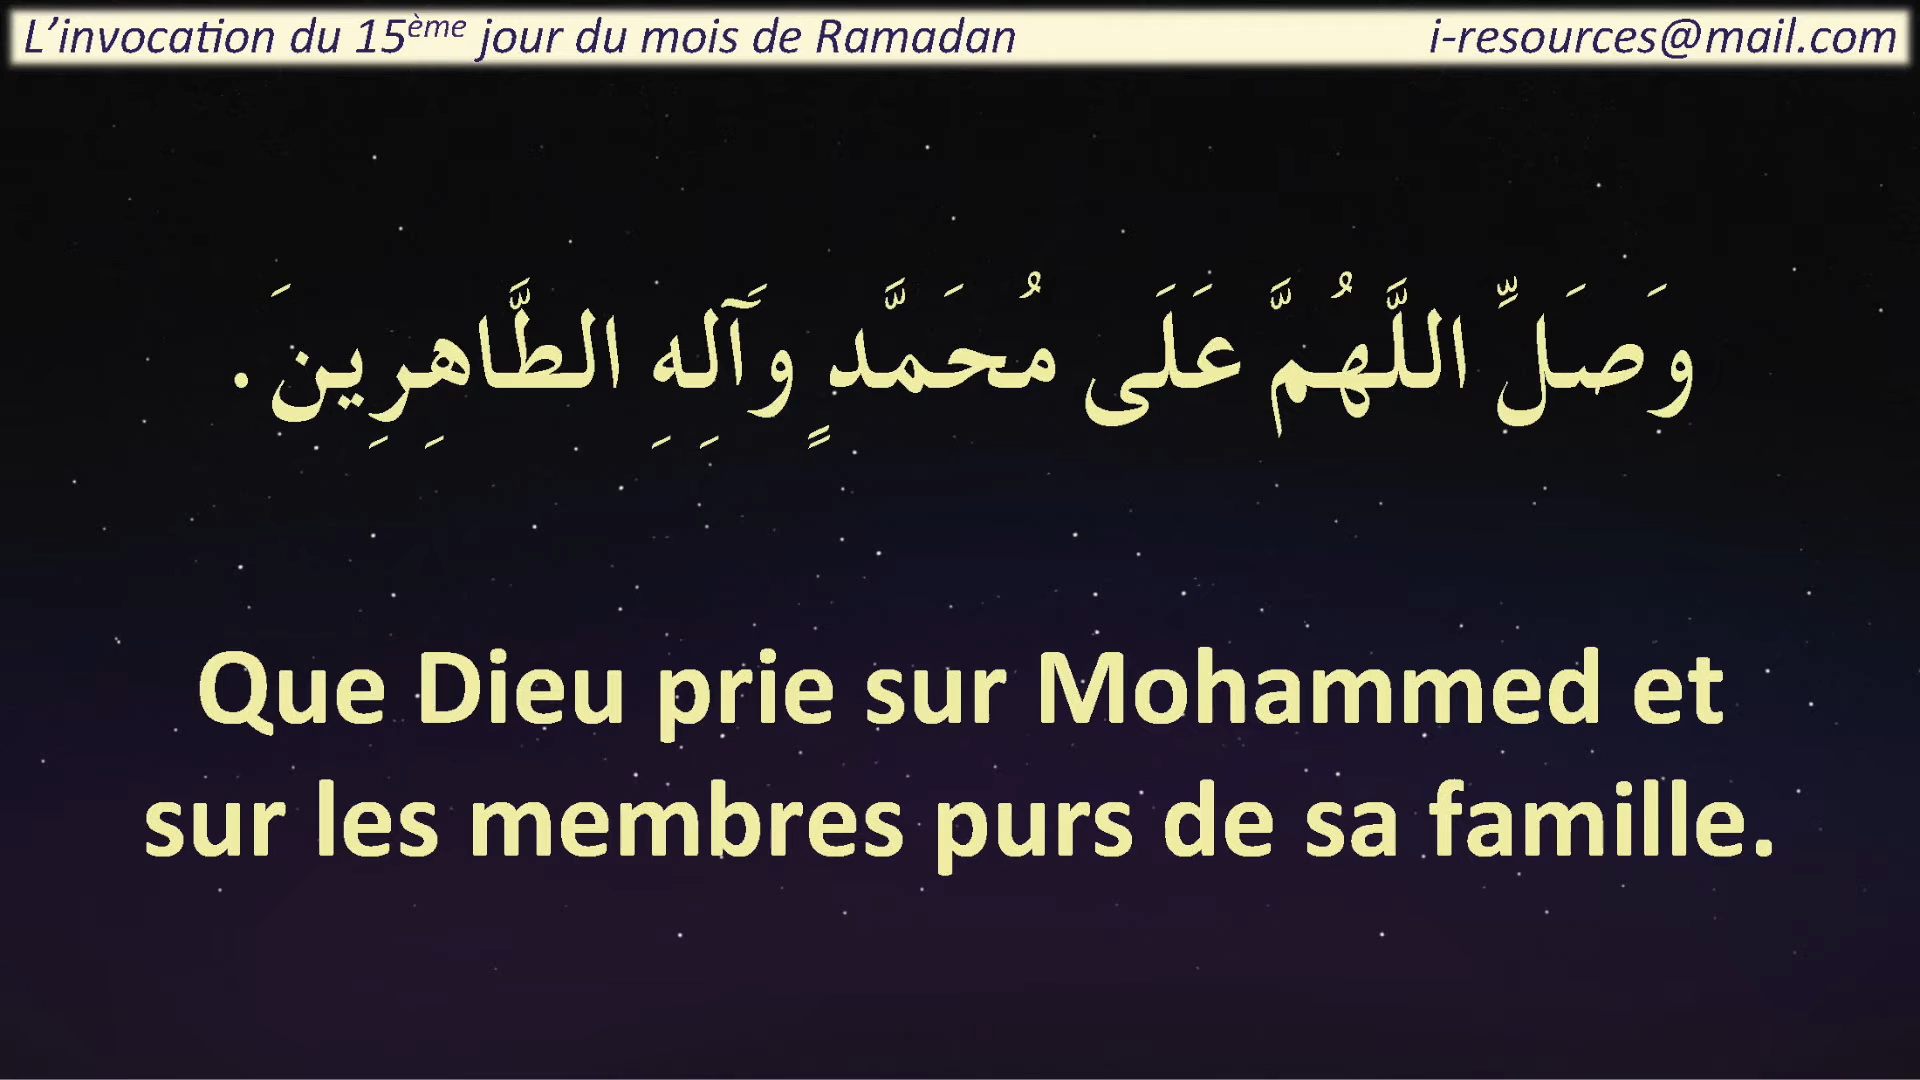 L’invocation du 15ème jour du mois de Ramadan
i-resources@mail.com
وَصَلِّ اللَّهُمَّ عَلَى مُحَمَّدٍ وَآلِهِ الطَّاهِرِينَ.
Que Dieu prie sur Mohammed et
sur les membres purs de sa famille.